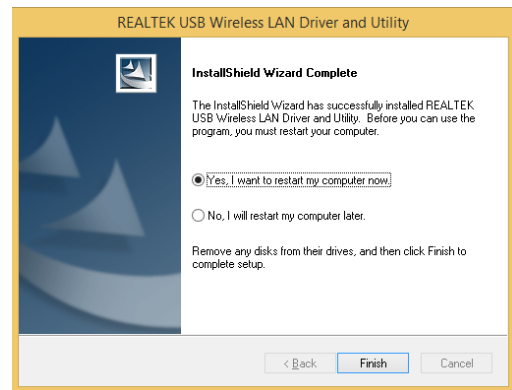 REALTEK USB Wireless LAN Driver and Utility
InstallShield Wizard Complete
The InstallShield Wizard has successfully installed REALTEK
USB Wireless LAN Driver and Utility. Before you can use the
program, you must restart your computer.
Yes, I want to restart my computer now.
No, I will restart my computer later.
Remove any disks from their drives, and then click Finish to
complete setup.
< Back Finish Cancel